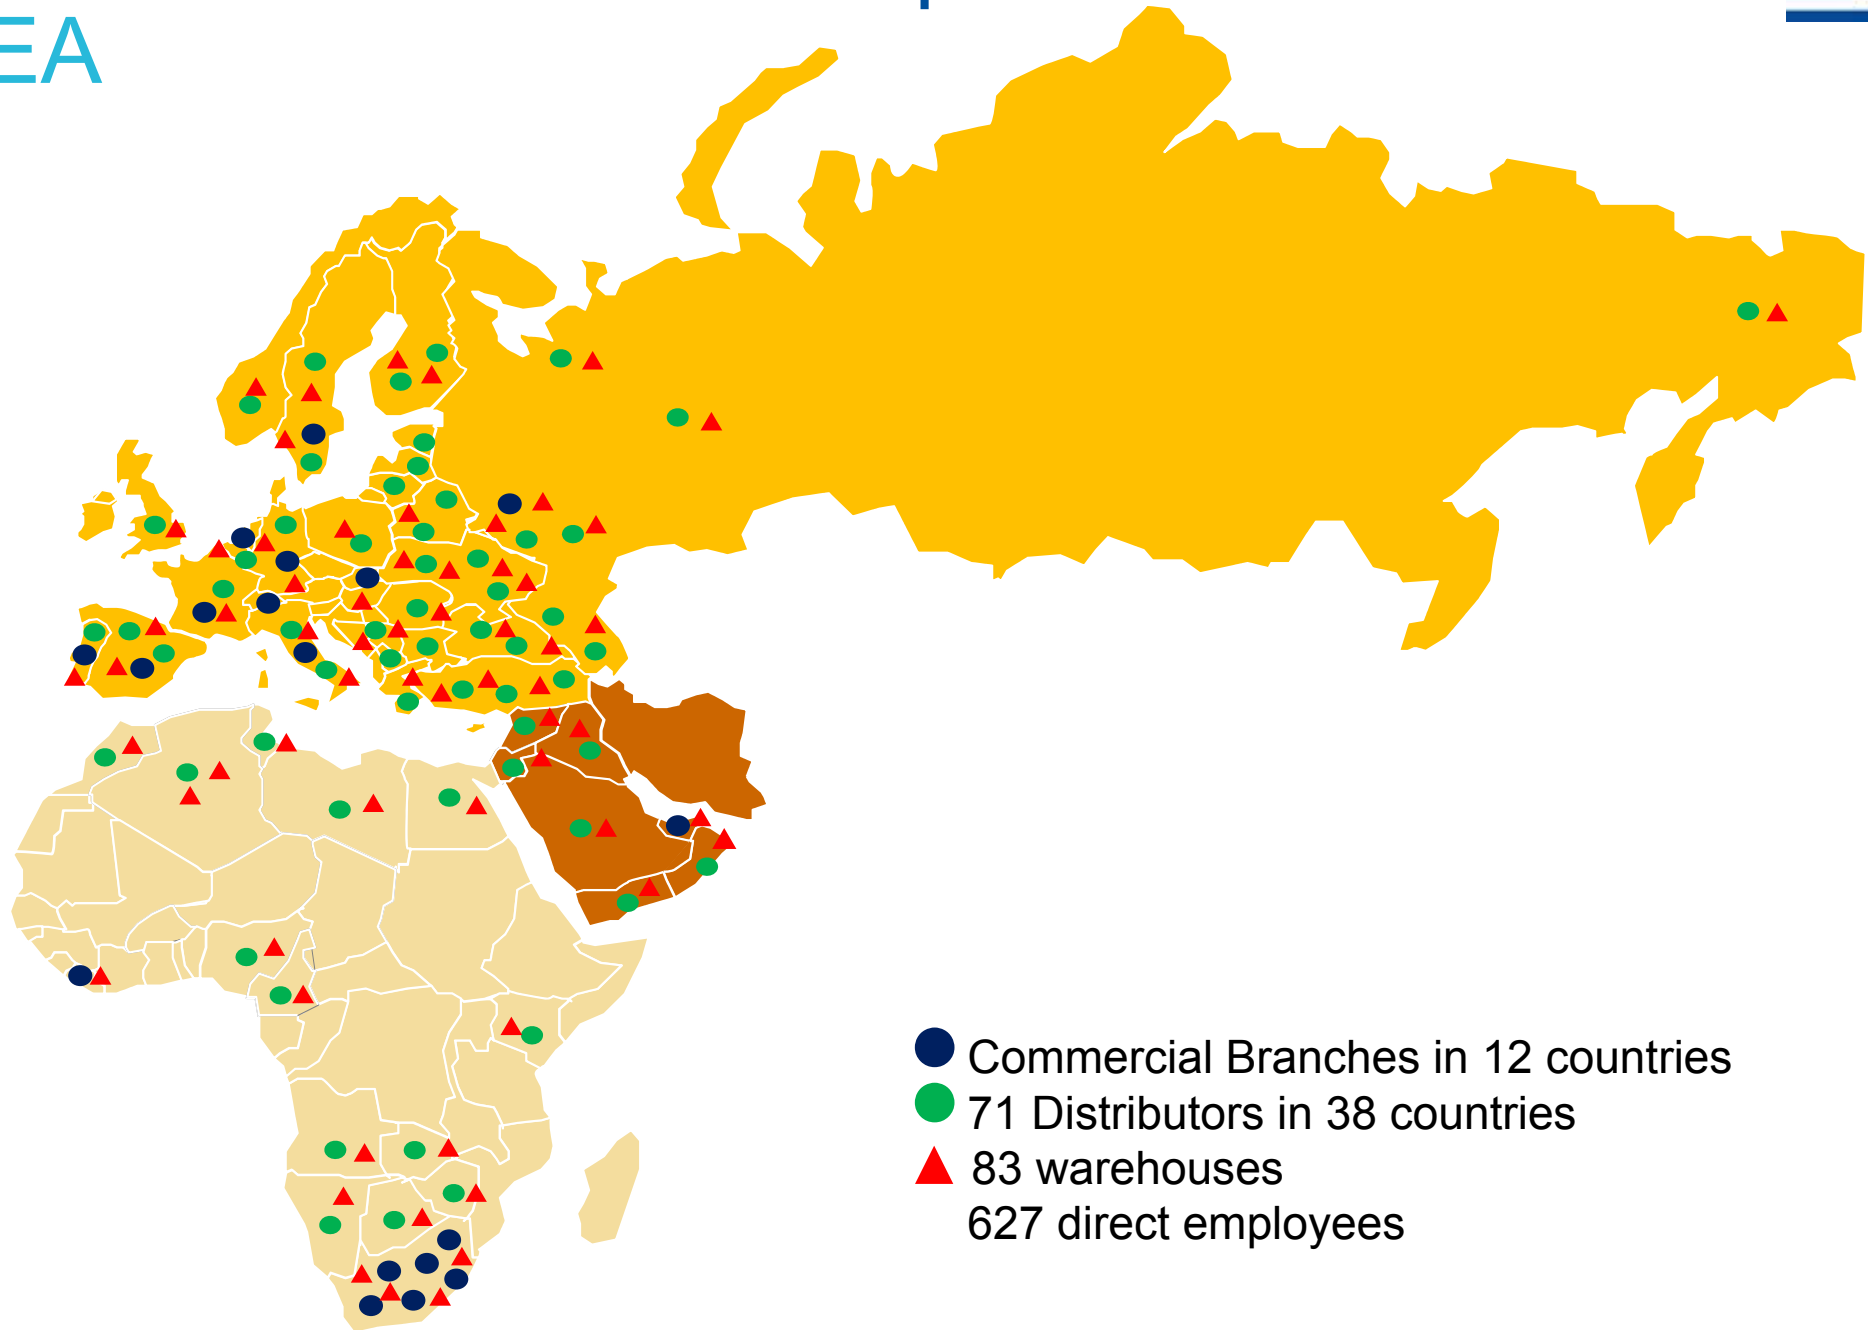 EA
Commercial Branches in 12 countries
71 Distributors in 38 countries
83 warehouses
627 direct employees